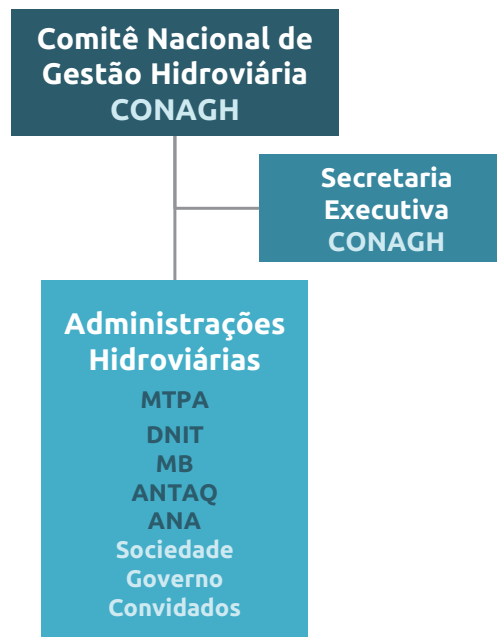 Comitê Nacional de
Gestão Hidroviária
CONAGH
Secretaria
Executiva
CONAGH
Administrações
Hidroviárias
MTPA
DNIT
MB
ANTAQ
ANA
Sociedade
Governo
Convidados